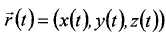 r⃗(t) = (x(t), y(t), z(t))